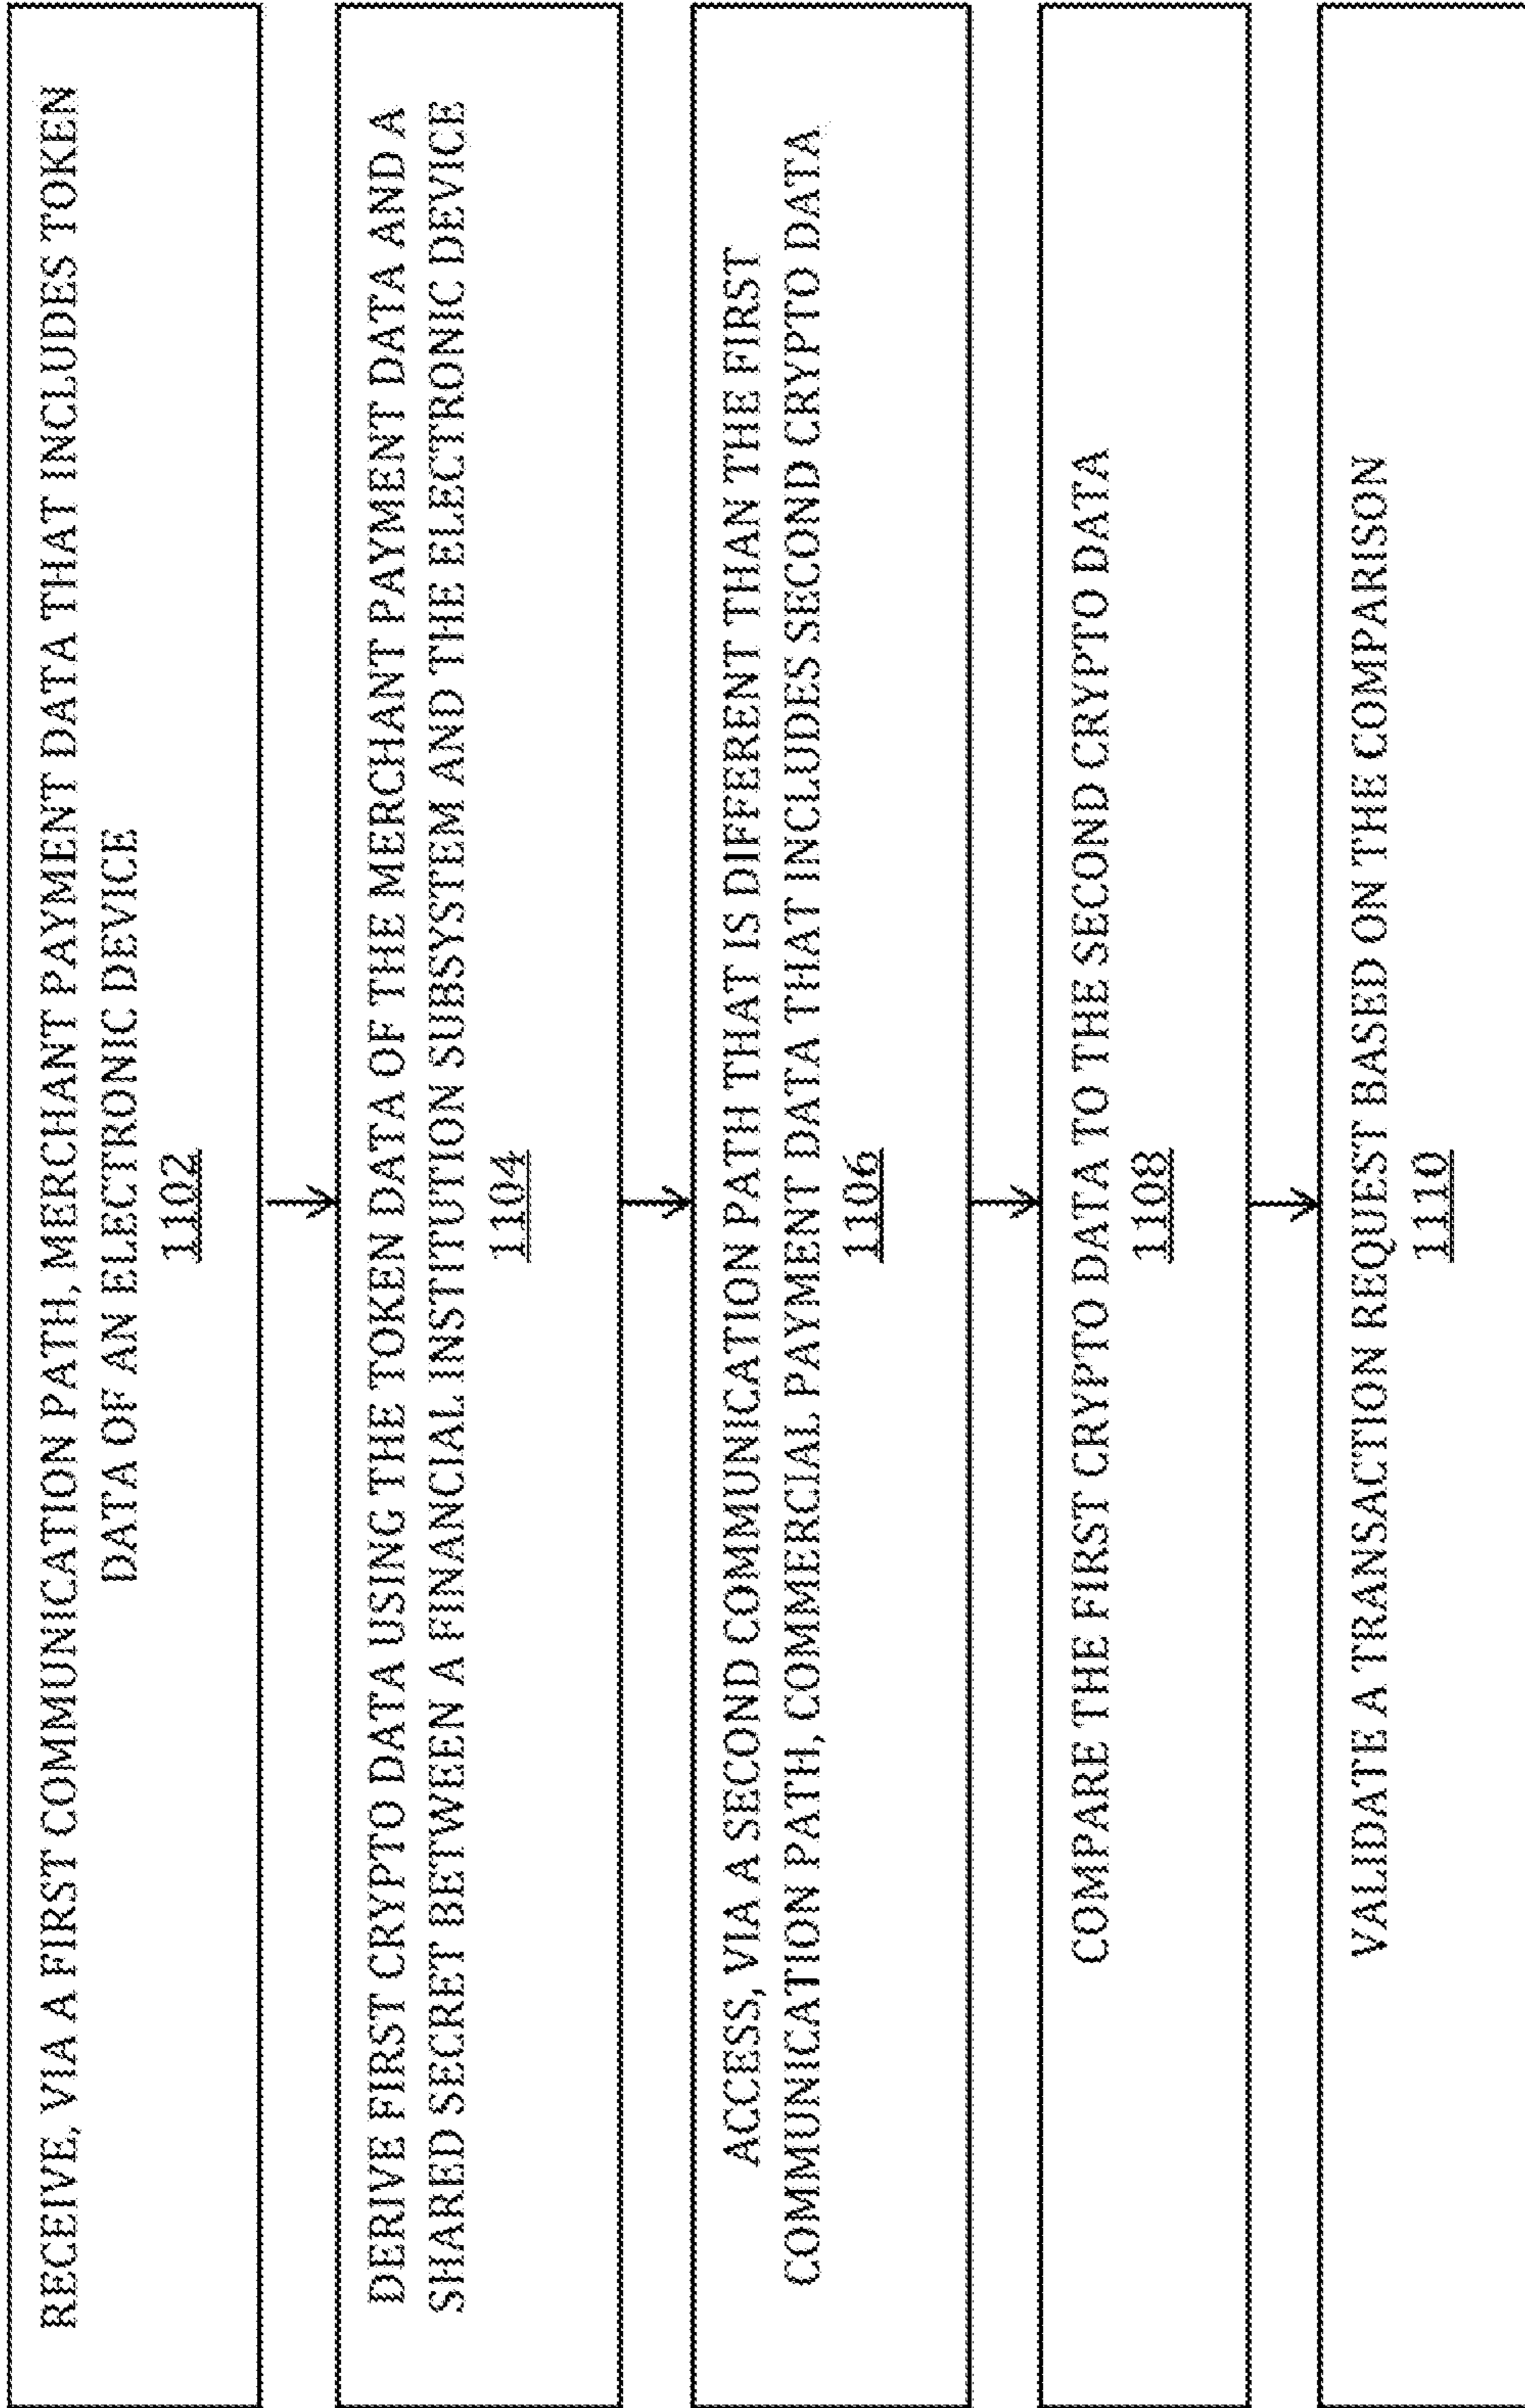 RECEIVE, VIA A FIRST COMMUNICATION PATH, MERCHANT PAYMENT DATA THAT INCLUDES TOKEN
DATA OF AN ELECTRONIC DEVICE
1102
DERIVE FIRST CRYPTO DATA USING THE TOKEN DATA OF THE MERCHANT PAYMENT DATA AND A
SHARED SECRET BETWEEN A FINANCIAL INSTITUTION SUBSYSTEM AND THE ELECTRONIC DEVICE
1104
ACCESS, VIA A SECOND COMMUNICATION PATH THAT IS DIFFERENT THAN THE FIRST
COMMUNICATION PATH, COMMERCIAL PAYMENT DATA THAT INCLUDES SECOND CRYPTO DATA
1106
COMPARE THE FIRST CRYPTO DATA TO THE SECOND CRYPTO DATA
1108
VALIDATE A TRANSACTION REQUEST BASED ON THE COMPARISON
1110